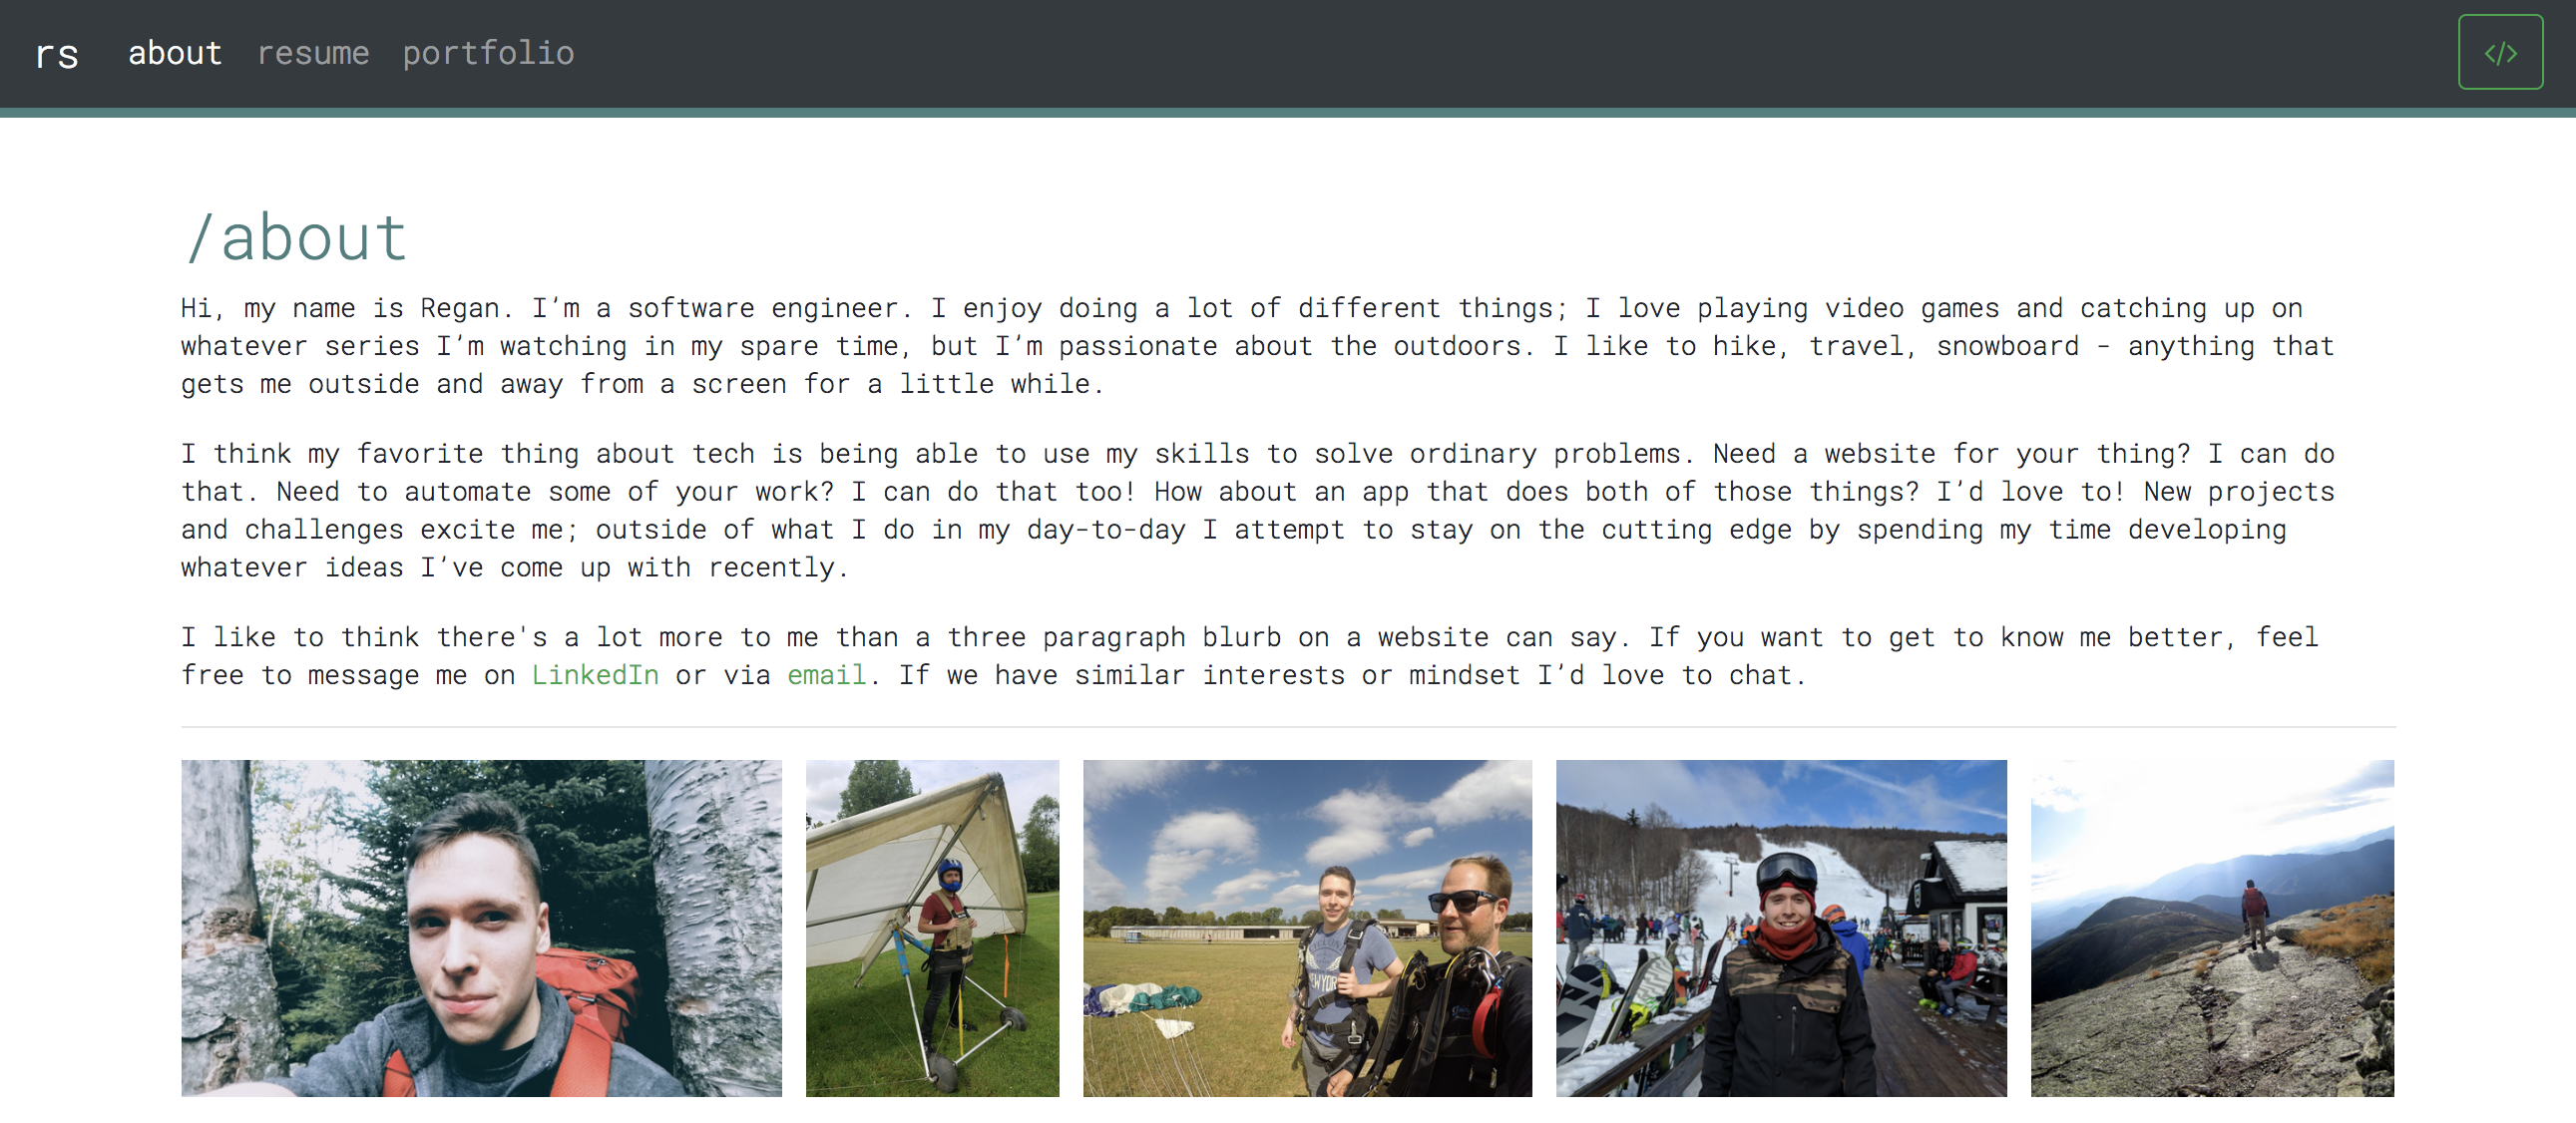 rs about resume portfolio </>
/about
Hi, my name is Regan. I’m a software engineer. I enjoy doing a lot of different things; I love playing video games and catching up on
whatever series I’m watching in my spare time, but I’m passionate about the outdoors. I like to hike, travel, snowboard - anything that
gets me outside and away from a screen for a little while.
I think my favorite thing about tech is being able to use my skills to solve ordinary problems. Need a website for your thing? I can do
that. Need to automate some of your work? I can do that too! How about an app that does both of those things? I’d love to! New projects
and challenges excite me; outside of what I do in my day-to-day I attempt to stay on the cutting edge by spending my time developing
whatever ideas I’ve come up with recently.
I like to think there's a lot more to me than a three paragraph blurb on a website can say. If you want to get to know me better, feel
free to message me on LinkedIn or via email. If we have similar interests or mindset I’d love to chat.